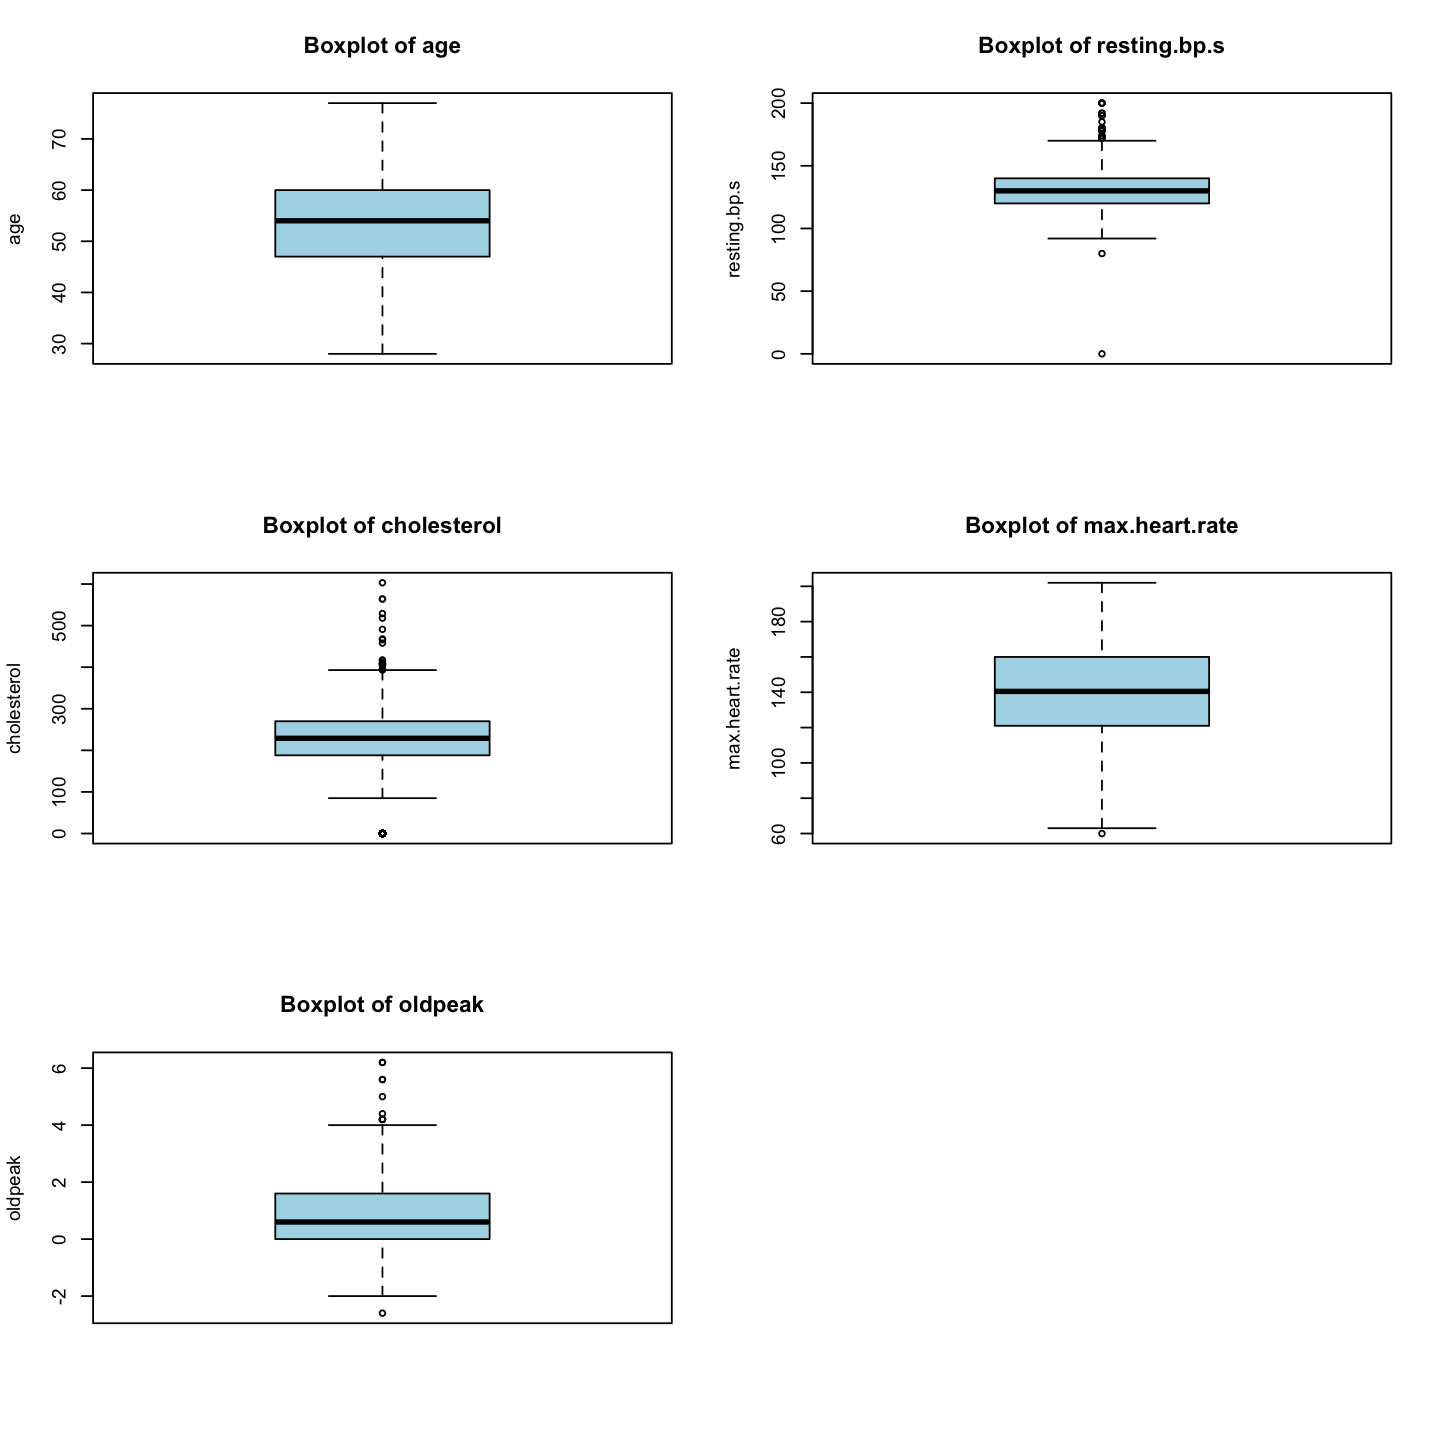 Boxplot of age
age
70
60
50
40
30
Boxplot of resting.bp.s
resting.bp.s
200
150
100
50
0
Boxplot of cholesterol
cholesterol
500
300
100
0
Boxplot of max.heart.rate
max.heart.rate
180
140
100
60
Boxplot of oldpeak
oldpeak
6
4
2
0
-2